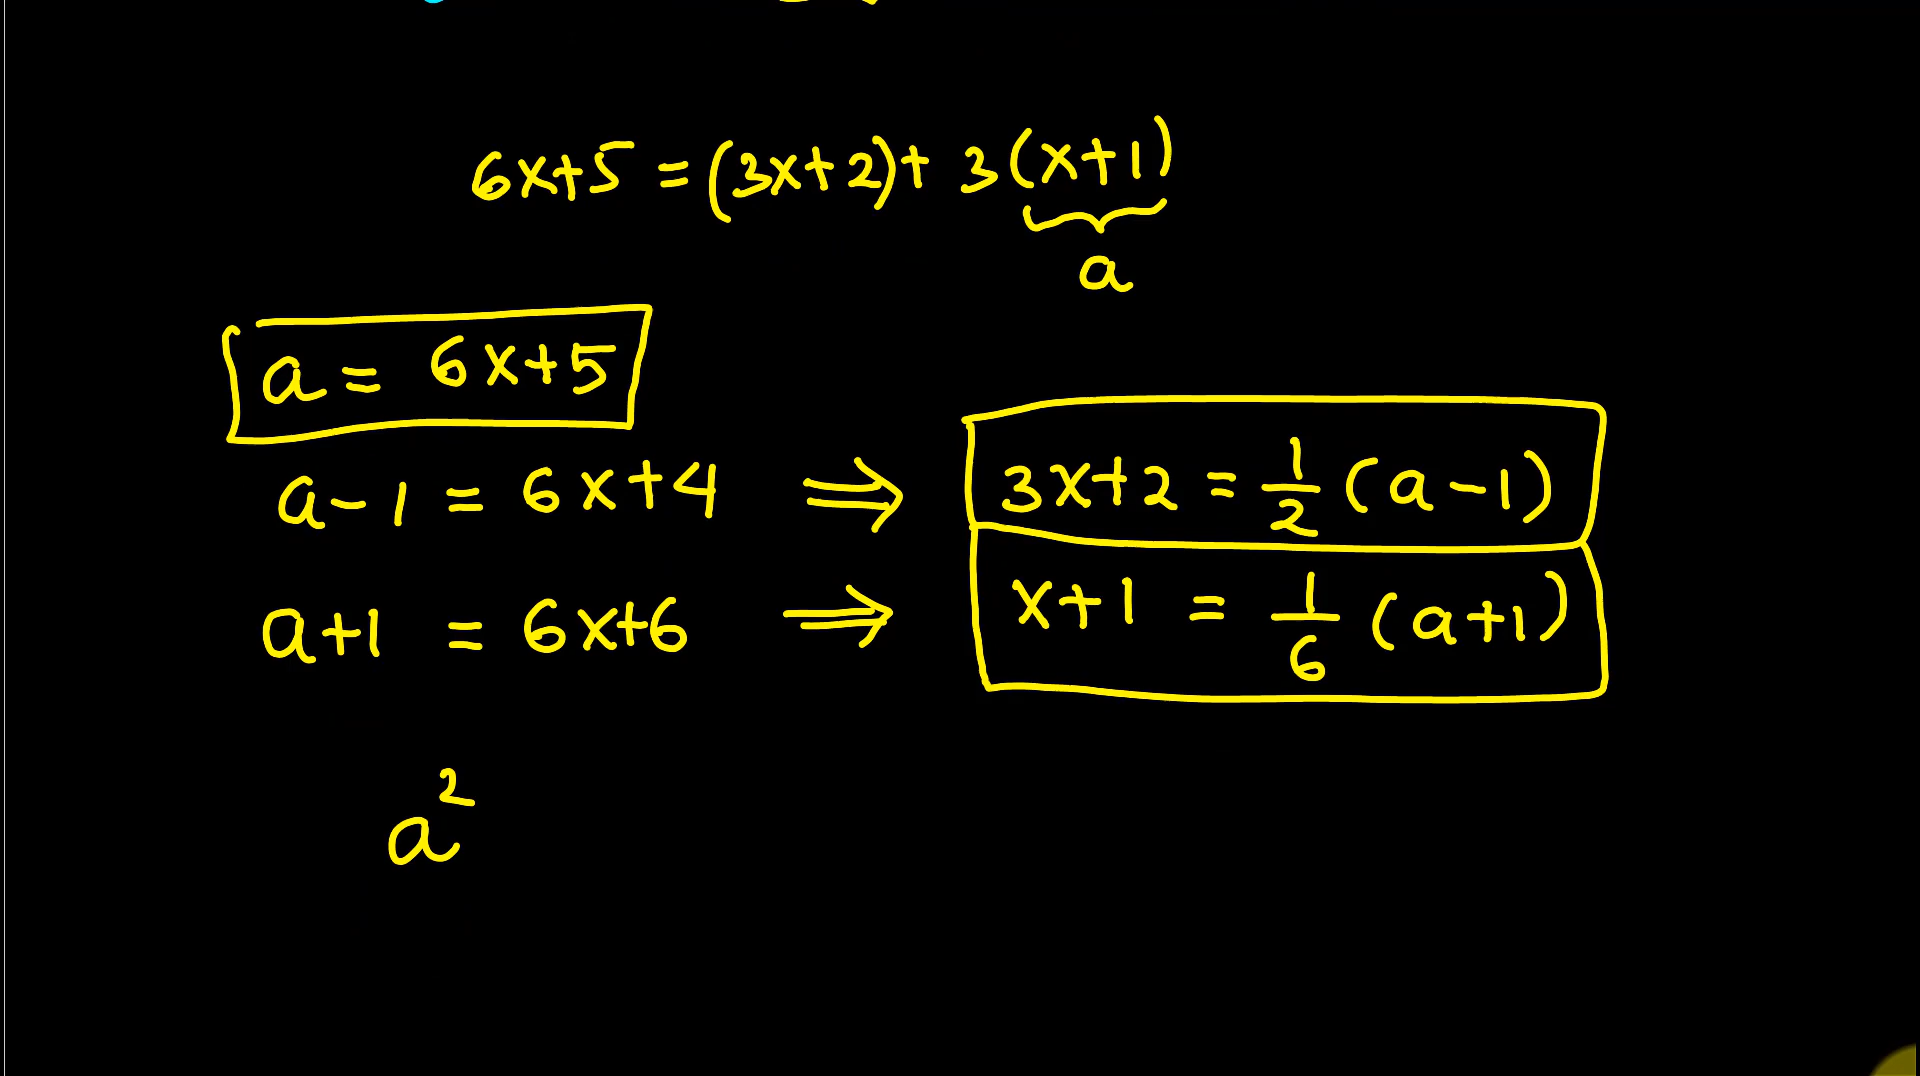 6x+5 = (3x+2)+ 3(x+1)
a
a = 6x+5
a-1 = 6x+4 ⇒ 3x+2 = 1/2 (a-1)
a+1 = 6x+6 ⇒ x+1 = 1/6 (a+1)
a²